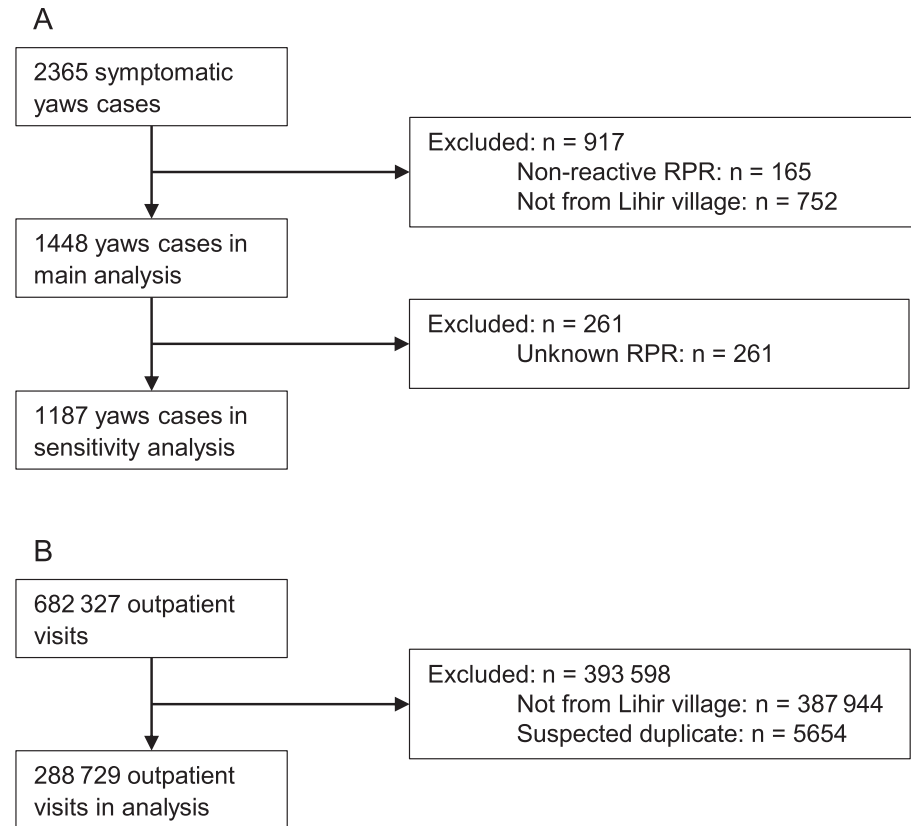 A
2365 symptomatic
yaws cases
Excluded: n = 917
Non-reactive RPR: n = 165
Not from Lihir village: n = 752
1448 yaws cases in
main analysis
Excluded: n = 261
Unknown RPR: n = 261
1187 yaws cases in
sensitivity analysis
B
682 327 outpatient
visits
Excluded: n = 393 598
Not from Lihir village: n = 387 944
Suspected duplicate: n = 5654
288 729 outpatient
visits in analysis